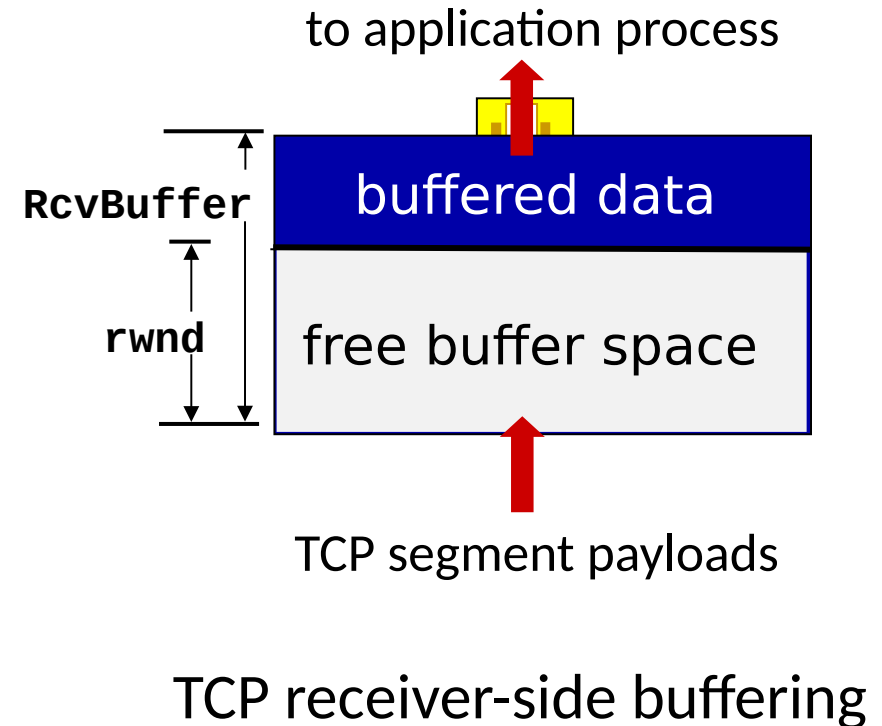 to application process
RcvBuffer
buffered data
rwnd
free buffer space
TCP segment payloads
TCP receiver-side buffering